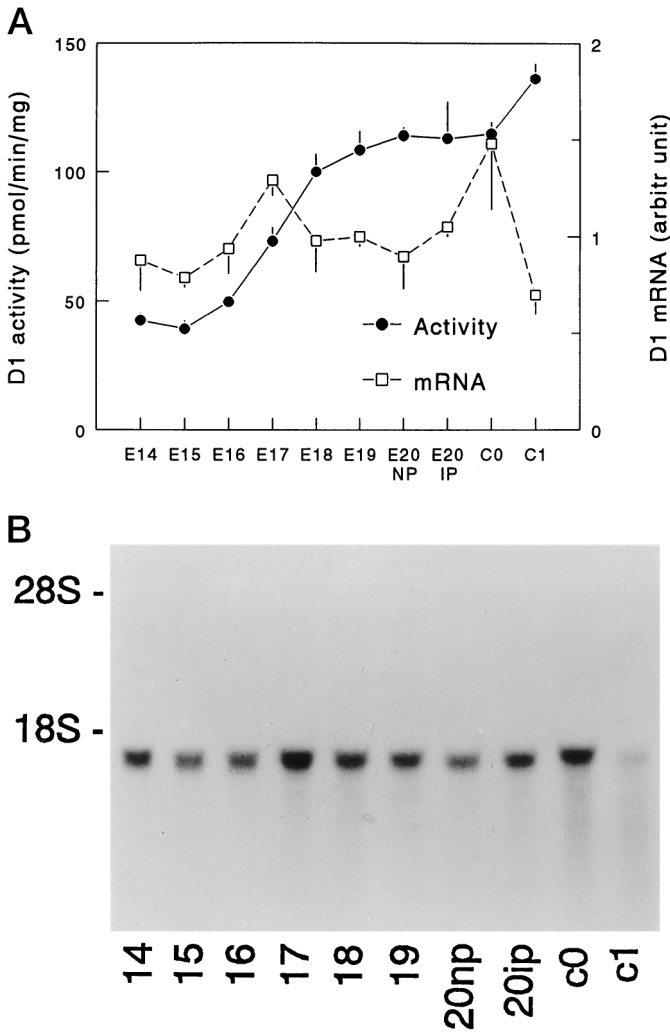 A
D1 activity (pmol/min/mg)
150
100
50
0
2
1
0
D1 mRNA (arbitr unit)
Activity
mRNA
E14 E15 E16 E17 E18 E19 E20 E20 C0 C1
NP IP
B
28S -
18S -
14 15 16 17 18 19 20np 20ip c0 c1